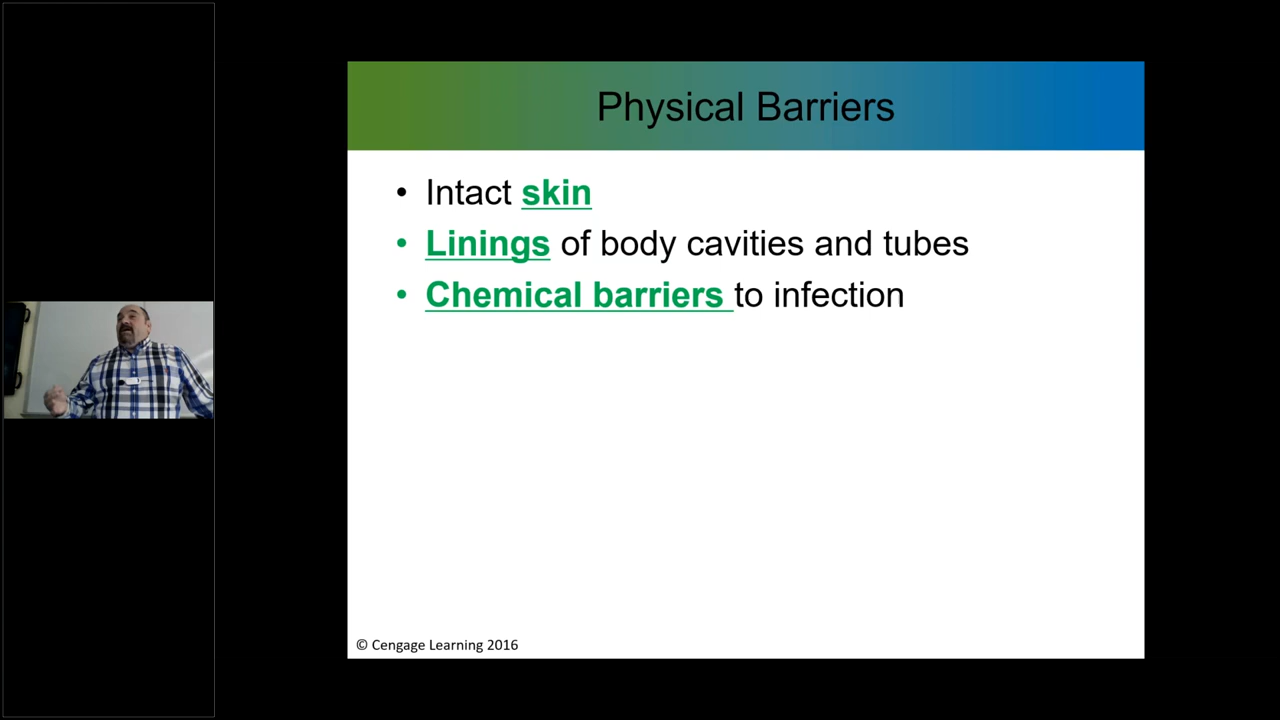 Physical Barriers
• Intact skin
• Linings of body cavities and tubes
• Chemical barriers to infection
© Cengage Learning 2016